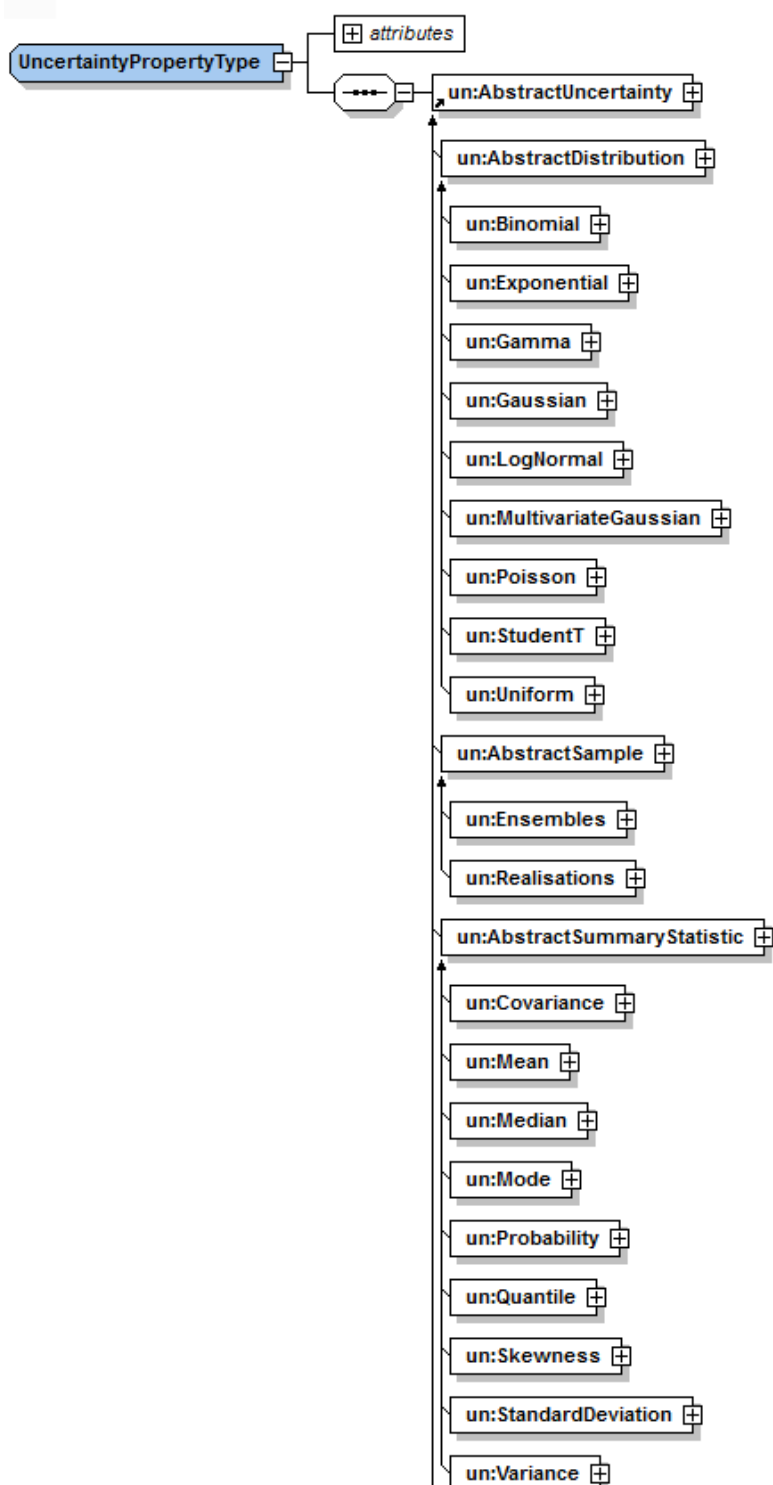 attributes
UncertaintyPropertyType
un:AbstractUncertainty
un:AbstractDistribution
un:Binomial
un:Exponential
un:Gamma
un:Gaussian
un:LogNormal
un:MultivariateGaussian
un:Poisson
un:StudentT
un:Uniform
un:AbstractSample
un:Ensembles
un:Realisations
un:AbstractSummaryStatistic
un:Covariance
un:Mean
un:Median
un:Mode
un:Probability
un:Quantile
un:Skewness
un:StandardDeviation
un:Variance